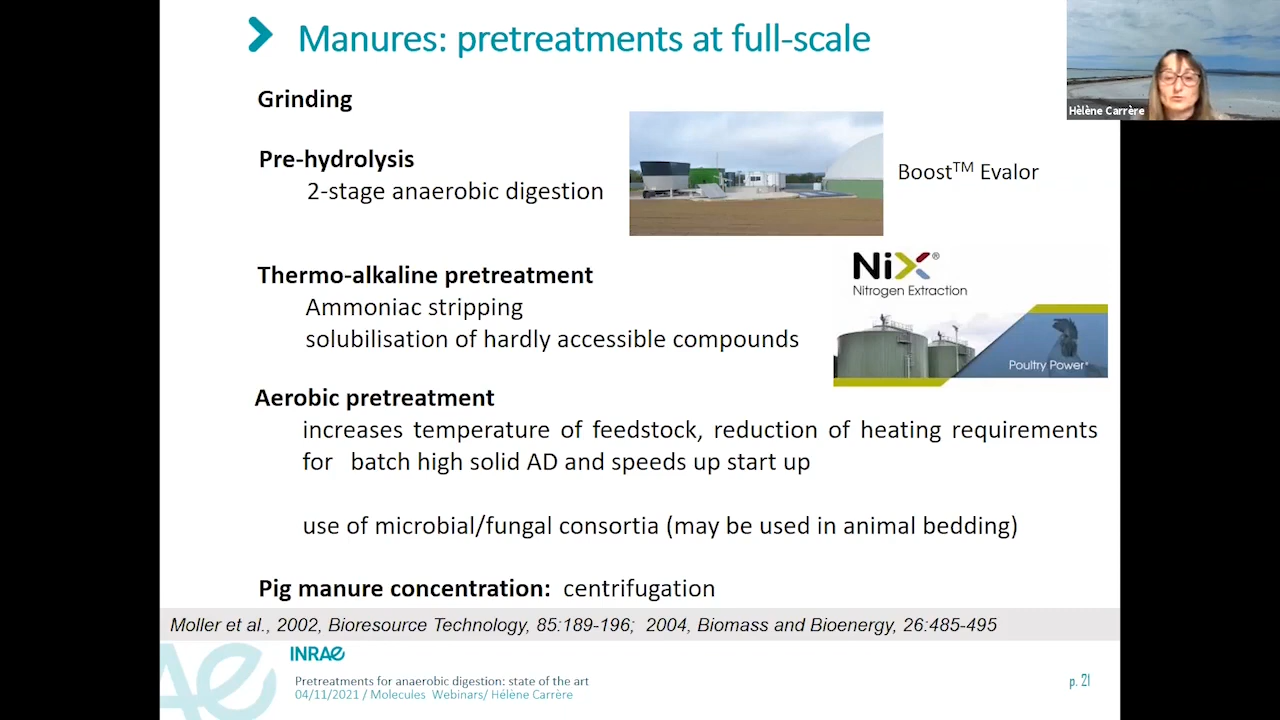 Manures: pretreatments at full-scale
Hélène Carrère
Grinding
Pre-hydrolysis
2-stage anaerobic digestion
Boost™ Evalor
Thermo-alkaline pretreatment
Ammoniac stripping
solubilisation of hardly accessible compounds
NiX®
Nitrogen Extraction
Poultry Power+
Aerobic pretreatment
increases temperature of feedstock, reduction of heating requirements
for batch high solid AD and speeds up start up
use of microbial/fungal consortia (may be used in animal bedding)
Pig manure concentration: centrifugation
Moller et al., 2002, Bioresource Technology, 85:189-196; 2004, Biomass and Bioenergy, 26:485-495
INRAE
Pretreatments for anaerobic digestion: state of the art
04/11/2021 / Molecules Webinars/ Hélène Carrère
p. 21